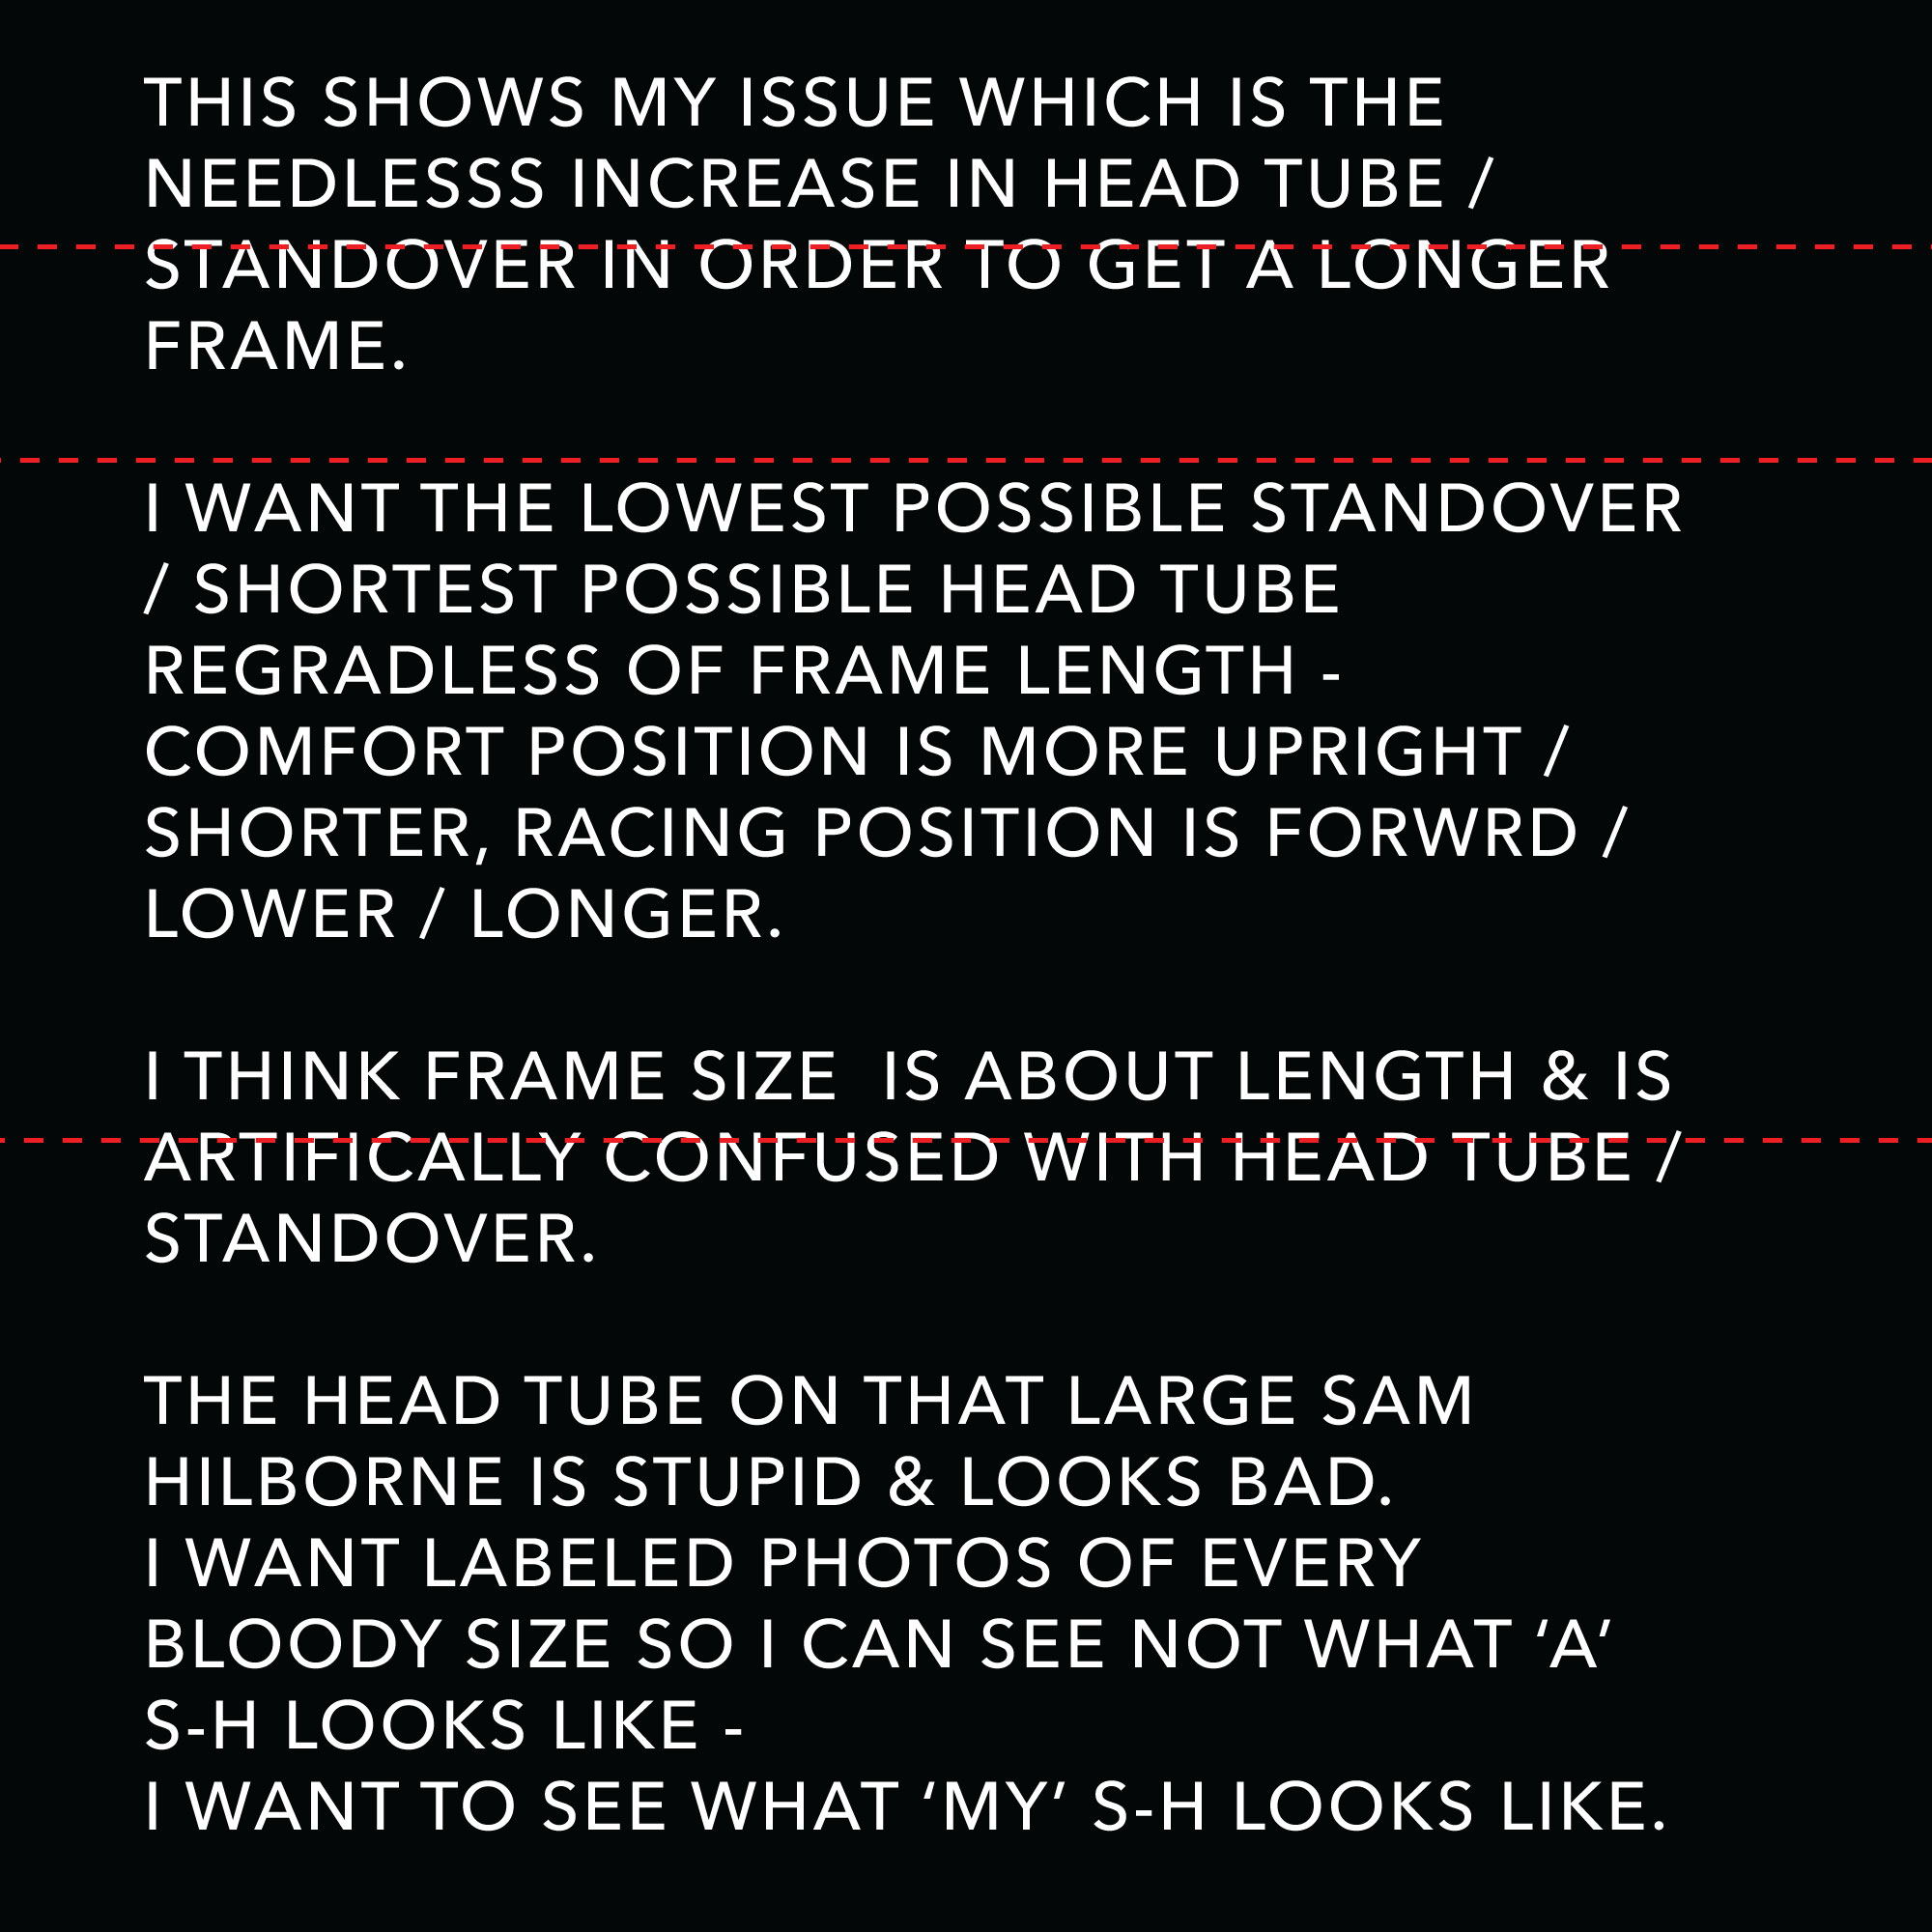 THIS SHOWS MY ISSUE WHICH IS THE
NEEDLESSS INCREASE IN HEAD TUBE /
STANDOVER IN ORDER TO GET A LONGER
FRAME.
I WANT THE LOWEST POSSIBLE STANDOVER
/ SHORTEST POSSIBLE HEAD TUBE
REGRADLESS OF FRAME LENGTH -
COMFORT POSITION IS MORE UPRIGHT /
SHORTER, RACING POSITION IS FORWRD /
LOWER / LONGER.
I THINK FRAME SIZE  IS ABOUT LENGTH & IS
ARTIFICALLY CONFUSED WITH HEAD TUBE /
STANDOVER.
THE HEAD TUBE ON THAT LARGE SAM
HILBORNE IS STUPID & LOOKS BAD.
I WANT LABELED PHOTOS OF EVERY
BLOODY SIZE SO I CAN SEE NOT WHAT ‘A‘
S-H LOOKS LIKE -
I WANT TO SEE WHAT ‘MY‘ S-H LOOKS LIKE.